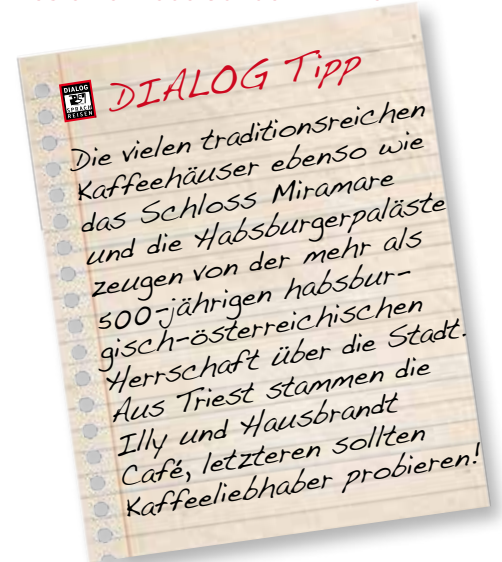 DIALOG
SPRACH
REISEN
DIALOG Tipp
Die vielen traditionsreichen
Kaffeehäuser ebenso wie
das Schloss Miramare
und die Habsburgerpaläste
zeugen von der mehr als
500-jährigen habsbur-
gisch-österreichischen
Herrschaft über die Stadt.
Aus Triest stammen die
Illy und Hausbrandt
Café, letzteren sollten
Kaffeeliebhaber probieren!